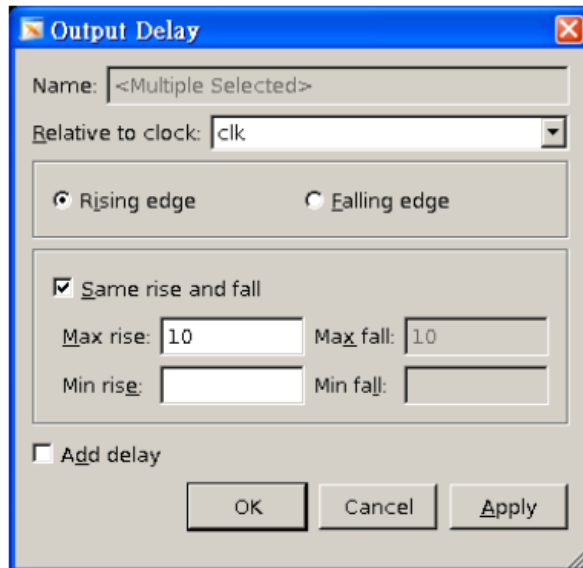 Output Delay
Name: <Multiple Selected>
Relative to clock: clk
Rising edge Falling edge
Same rise and fall
Max rise: 10 Max fall: 10
Min rise: Min fall:
Add delay
OK Cancel Apply